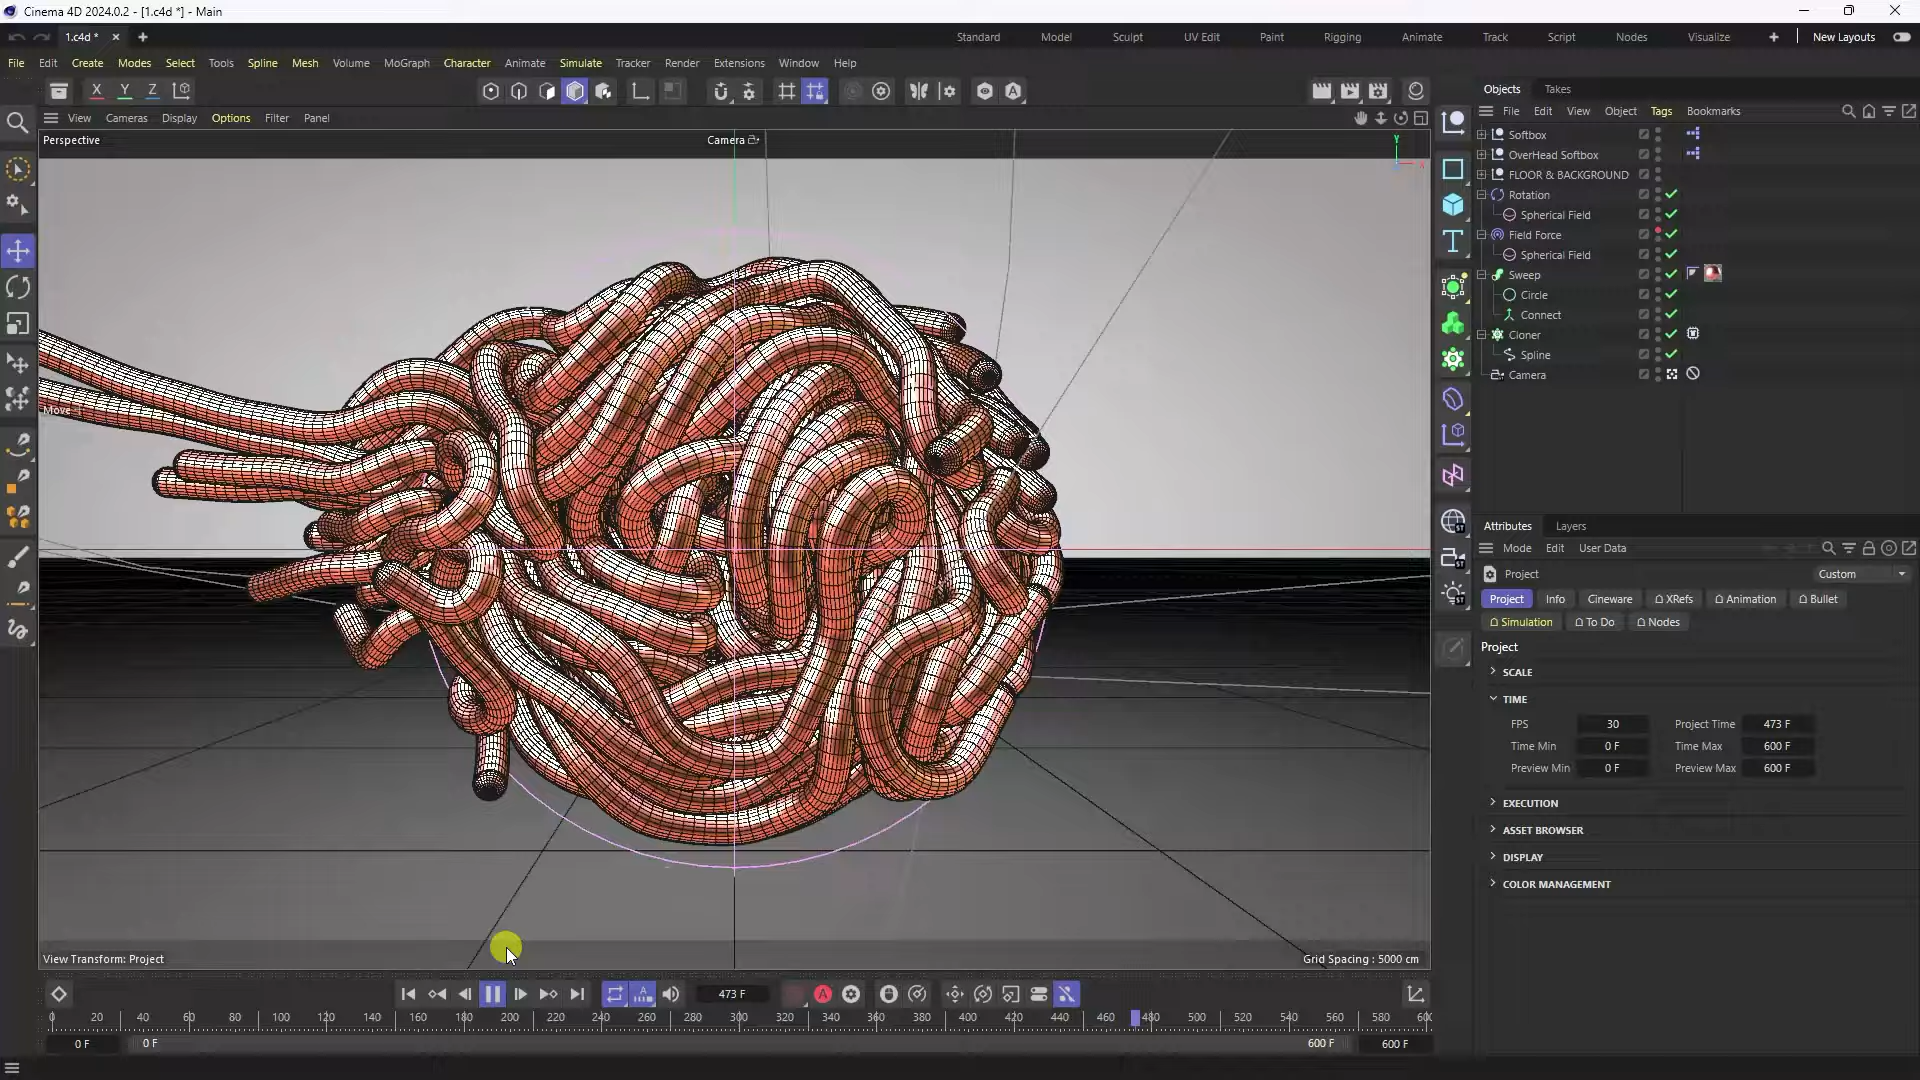 Cinema 4D 2024.0.2 - [1.c4d *] - Main
1.c4d *
Standard Model Sculpt UV Edit Paint Rigging Animate Track Script Nodes Visualize New Layouts
File Edit Create Modes Select Tools Spline Mesh Volume MoGraph Character Animate Simulate Tracker Render Extensions Window Help
X Y Z
View Cameras Display Options Filter Panel
Perspective
Camera
Y
X
Move
View Transform: Project
Grid Spacing : 5000 cm
Objects Takes
File Edit View Object Tags Bookmarks
Softbox
OverHead Softbox
FLOOR & BACKGROUND
Rotation
Spherical Field
Field Force
Spherical Field
Sweep
Circle
Connect
Cloner
Spline
Camera
Attributes Layers
Mode Edit User Data
Project Custom
Project Info Cineware XRefs Animation Bullet
Simulation To Do Nodes
Project
SCALE
TIME
FPS 30 Project Time 473 F
Time Min 0 F Time Max 600 F
Preview Min 0 F Preview Max 600 F
EXECUTION
ASSET BROWSER
DISPLAY
COLOR MANAGEMENT
473 F
0 20 40 60 80 100 120 140 160 180 200 220 240 260 280 300 320 340 360 380 400 420 440 460 480 500 520 540 560 580 600
0 F 0 F 600 F 600 F